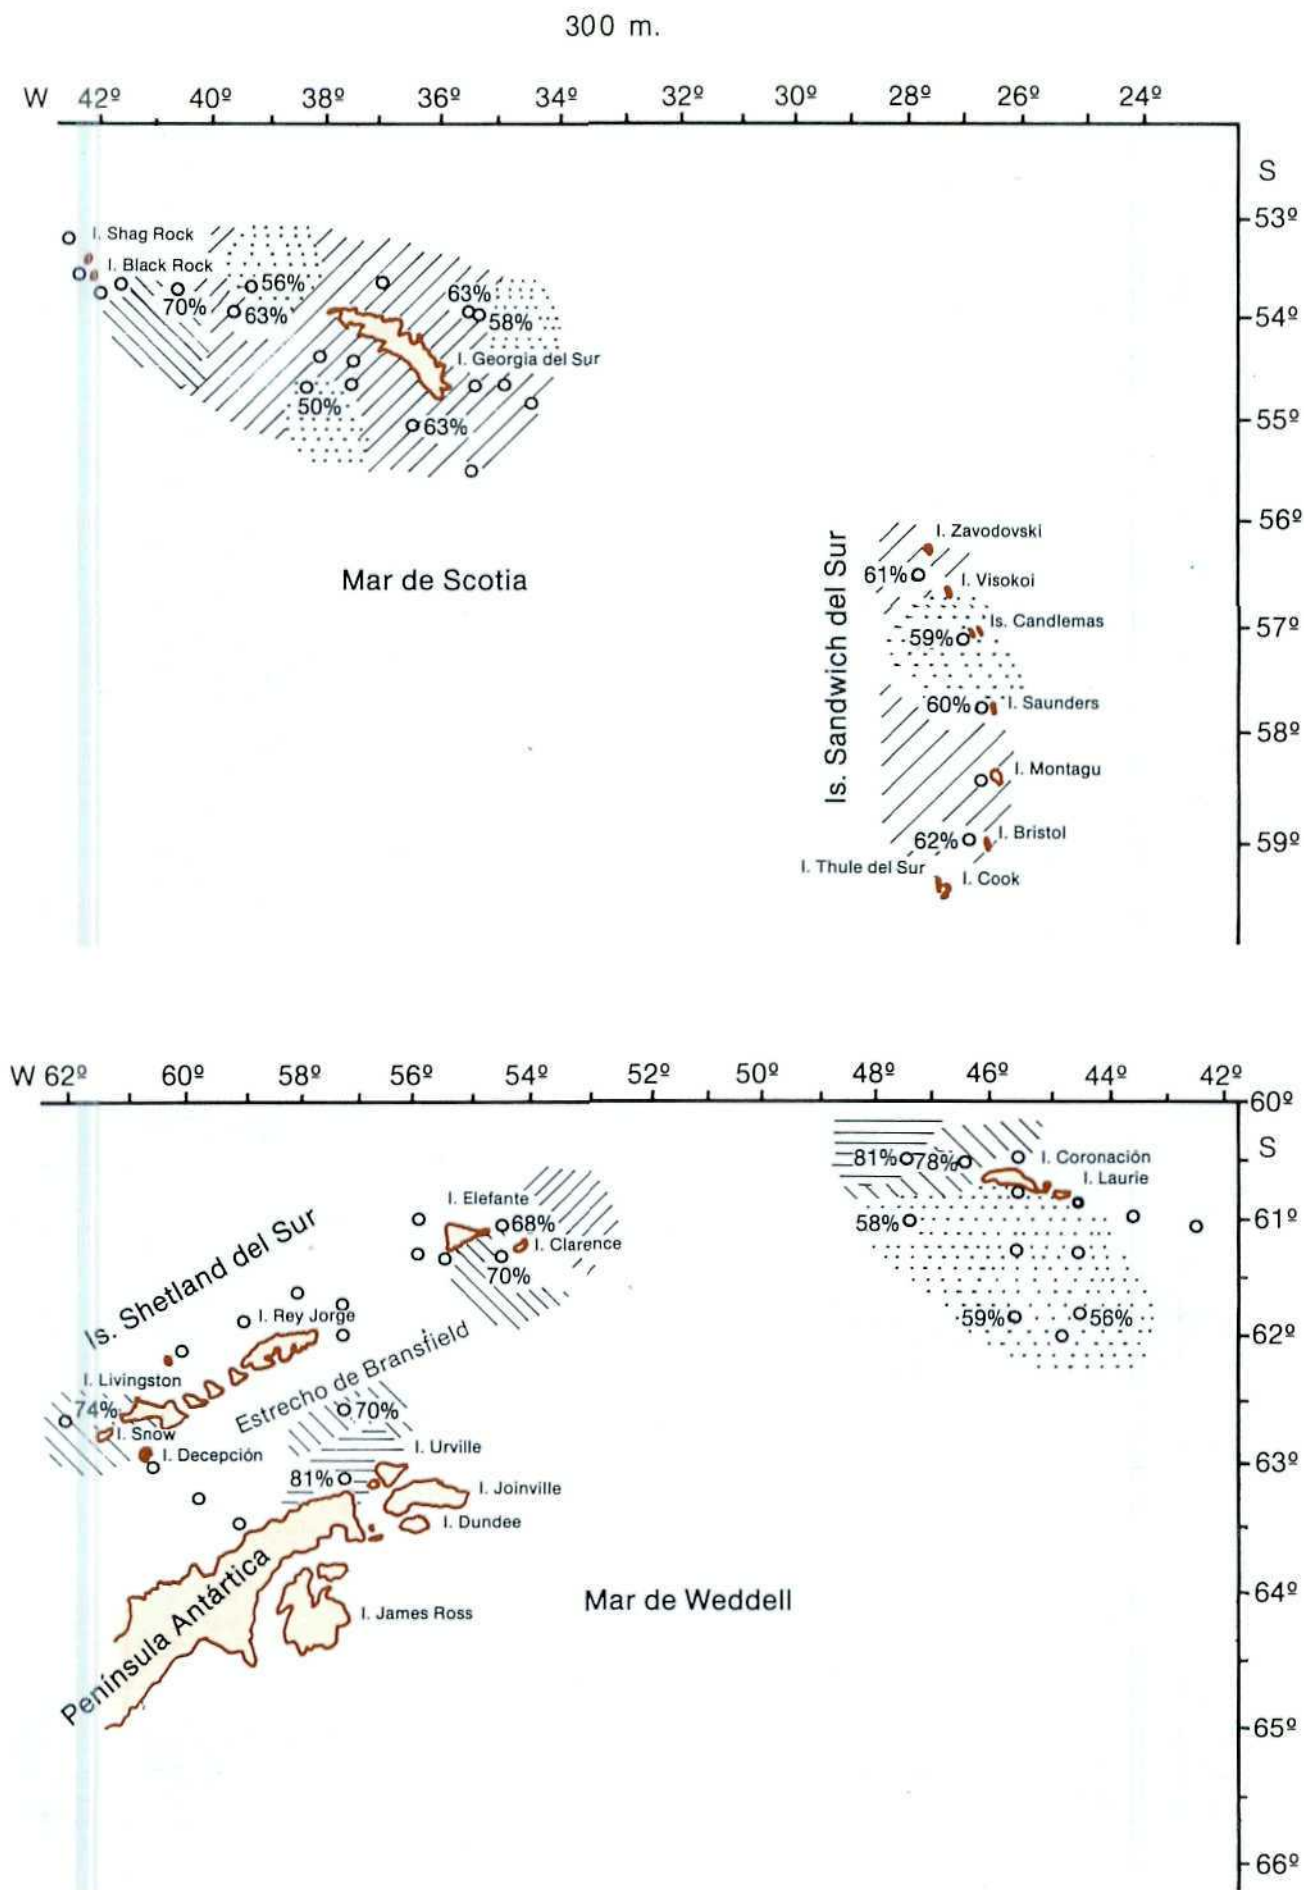 300 m.
W 42º 40º 38º 36º 34º 32º 30º 28º 26º 24º
S
53º
I. Shag Rock
I. Black Rock
56%
70%
63%
63%
58%
54º
I. Georgia del Sur
50%
63%
55º
56º
I. Zavodovski
Mar de Scotia
Is. Sandwich del Sur
61%
I. Visokoi
Is. Candlemas
57º
59%
60%
I. Saunders
58º
I. Montagu
62%
I. Bristol
59º
I. Thule del Sur
I. Cook
W 62º 60º 58º 56º 54º 52º 50º 48º 46º 44º 42º
60º
S
81%
78%
I. Coronación
I. Laurie
I. Elefante
68%
58%
61º
I. Clarence
70%
Is. Shetland del Sur
I. Rey Jorge
59%
56%
62º
Estrecho de Bransfield
I. Livingston
74%
70%
I. Snow
I. Decepción
I. Urville
63º
81%
I. Joinville
I. Dundee
Península Antártica
Mar de Weddell
64º
I. James Ross
65º
66º